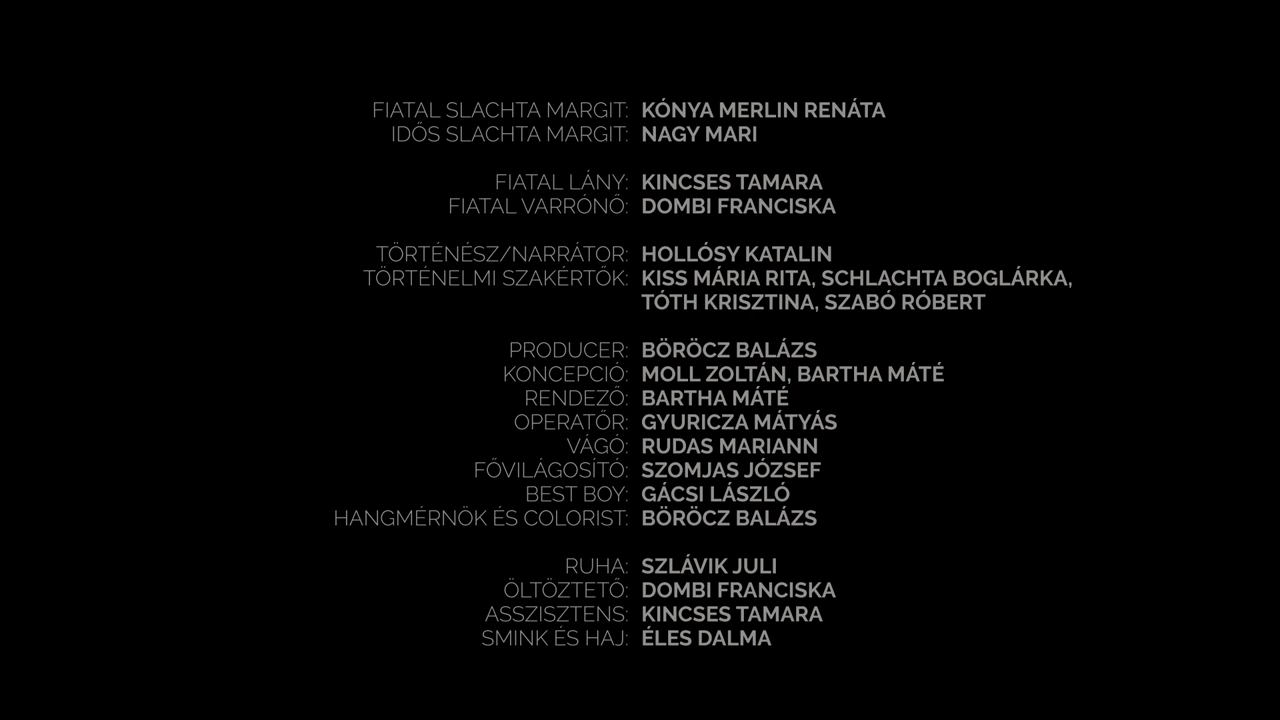 FIATAL SLACHTA MARGIT: KÓNYA MERLIN RENÁTA
IDŐS SLACHTA MARGIT: NAGY MARI
FIATAL LÁNY: KINCSES TAMARA
FIATAL VARRÓNŐ: DOMBI FRANCISKA
TÖRTÉNÉSZ/NARRÁTOR: HOLLÓSY KATALIN
TÖRTÉNELMI SZAKÉRTŐK: KISS MÁRIA RITA, SCHLACHTA BOGLÁRKA,
TÓTH KRISZTINA, SZABÓ RÓBERT
PRODUCER: BÖRÖCZ BALÁZS
KONCEPCIÓ: MOLL ZOLTÁN, BARTHA MÁTÉ
RENDEZŐ: BARTHA MÁTÉ
OPERATŐR: GYURICZA MÁTYÁS
VÁGÓ: RUDAS MARIANN
FŐVILÁGOSÍTÓ: SZOMJAS JÓZSEF
BEST BOY: GÁCSI LÁSZLÓ
HANGMÉRNÖK ÉS COLORIST: BÖRÖCZ BALÁZS
RUHA: SZLÁVIK JULI
ÖLTÖZTETŐ: DOMBI FRANCISKA
ASSZISZTENS: KINCSES TAMARA
SMINK ÉS HAJ: ÉLES DALMA